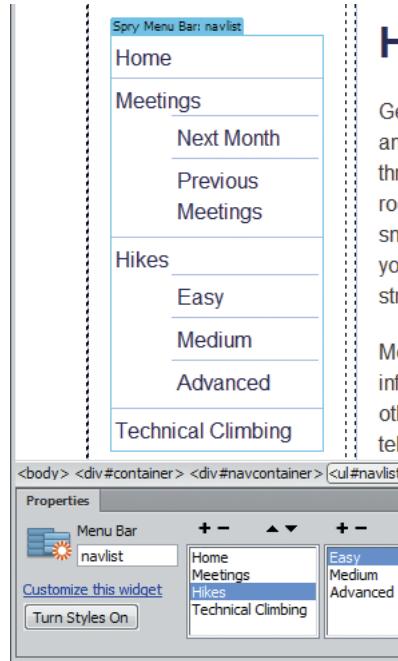 Spry Menu Bar: navlist
Home
Meetings
Next Month
Previous
Meetings
Hikes
Easy
Medium
Advanced
Technical Climbing
H
<body> <div#container> <div#navcontainer> <ul#navlist
Properties
Menu Bar
navlist
Customize this widget
Turn Styles On
+ −
Home
Meetings
Hikes
Technical Climbing
+ −
Easy
Medium
Advanced